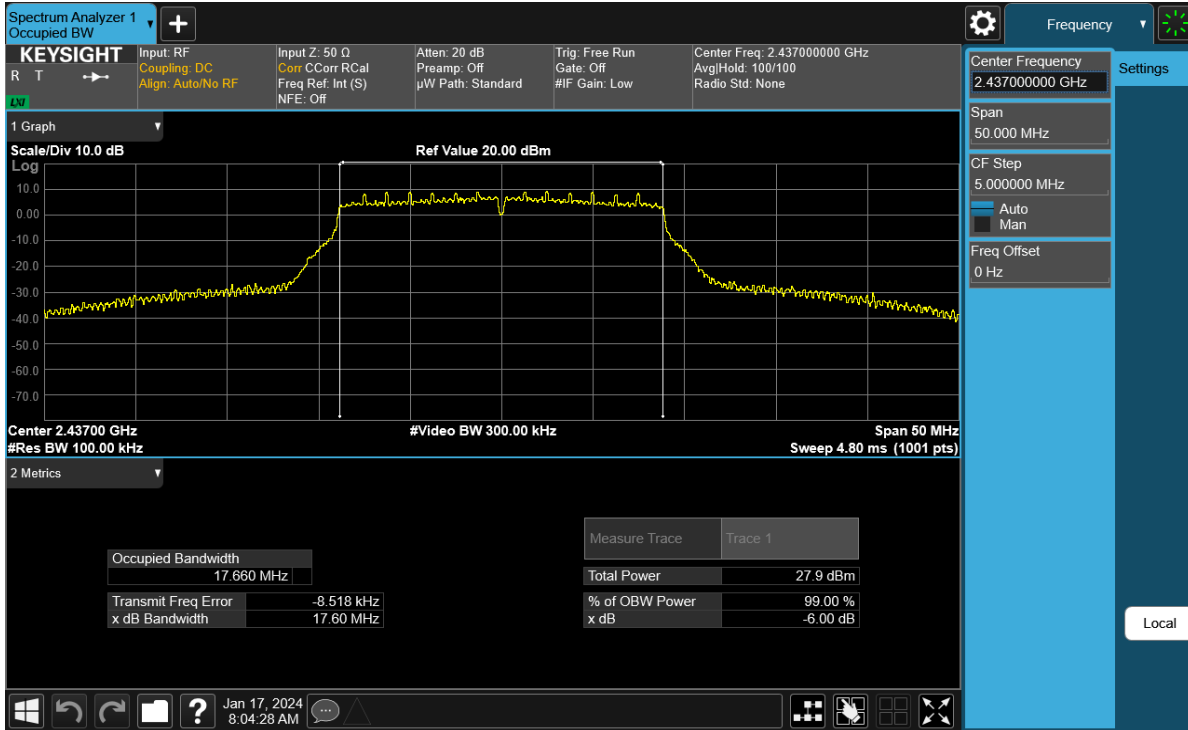 Spectrum Analyzer 1
Occupied BW
Frequency
KEYSIGHT
R T
LXI
Input: RF
Coupling: DC
Align: Auto/No RF
Input Z: 50 Ω
Corr CCorr RCal
Freq Ref: Int (S)
NFE: Off
Atten: 20 dB
Preamp: Off
µW Path: Standard
Trig: Free Run
Gate: Off
#IF Gain: Low
Center Freq: 2.437000000 GHz
Avg|Hold: 100/100
Radio Std: None
Center Frequency
2.437000000 GHz
Settings
Span
50.000 MHz
CF Step
5.000000 MHz
Auto
Man
Freq Offset
0 Hz
Local
1 Graph
Scale/Div 10.0 dB
Ref Value 20.00 dBm
Log
10.0
0.00
-10.0
-20.0
-30.0
-40.0
-50.0
-60.0
-70.0
Center 2.43700 GHz
#Video BW 300.00 kHz
Span 50 MHz
#Res BW 100.00 kHz
Sweep 4.80 ms (1001 pts)
2 Metrics
Measure Trace Trace 1
Occupied Bandwidth
17.660 MHz
Total Power 27.9 dBm
Transmit Freq Error -8.518 kHz
% of OBW Power 99.00 %
x dB Bandwidth 17.60 MHz
x dB -6.00 dB
?
Jan 17, 2024
8:04:28 AM